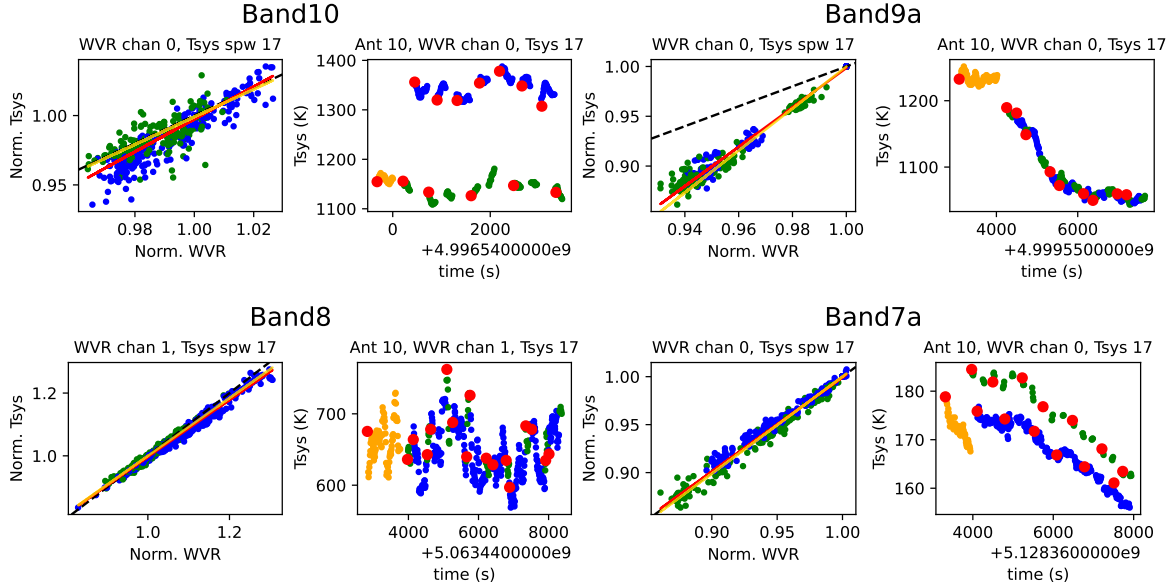 Band10
WVR chan 0, Tsys spw 17
Norm. Tsys
1.00
0.95
0.98
1.00
1.02
Norm. WVR
Ant 10, WVR chan 0, Tsys 17
Tsys (K)
1400
1300
1200
1100
0
2000
+4.9965400000e9
time (s)
Band9a
WVR chan 0, Tsys spw 17
Norm. Tsys
1.00
0.95
0.90
0.94
0.96
0.98
1.00
Norm. WVR
Ant 10, WVR chan 0, Tsys 17
Tsys (K)
1200
1100
4000
6000
+4.9995500000e9
time (s)
Band8
WVR chan 1, Tsys spw 17
Norm. Tsys
1.2
1.0
1.0
1.2
Norm. WVR
Ant 10, WVR chan 1, Tsys 17
Tsys (K)
700
600
4000
6000
8000
+5.0634400000e9
time (s)
Band7a
WVR chan 0, Tsys spw 17
Norm. Tsys
1.00
0.95
0.90
0.90
0.95
1.00
Norm. WVR
Ant 10, WVR chan 0, Tsys 17
Tsys (K)
180
170
160
4000
6000
8000
+5.1283600000e9
time (s)